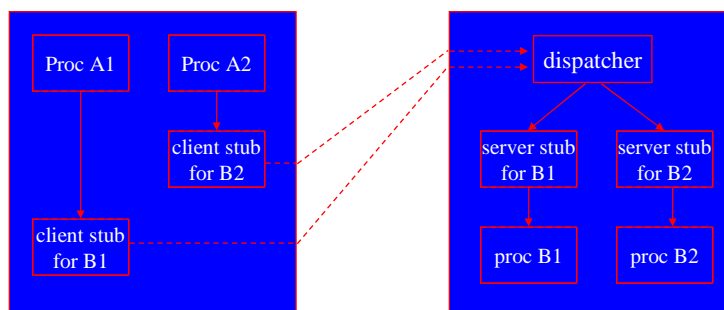 Proc A1
Proc A2
client stub
for B2
client stub
for B1
dispatcher
server stub
for B1
server stub
for B2
proc B1
proc B2